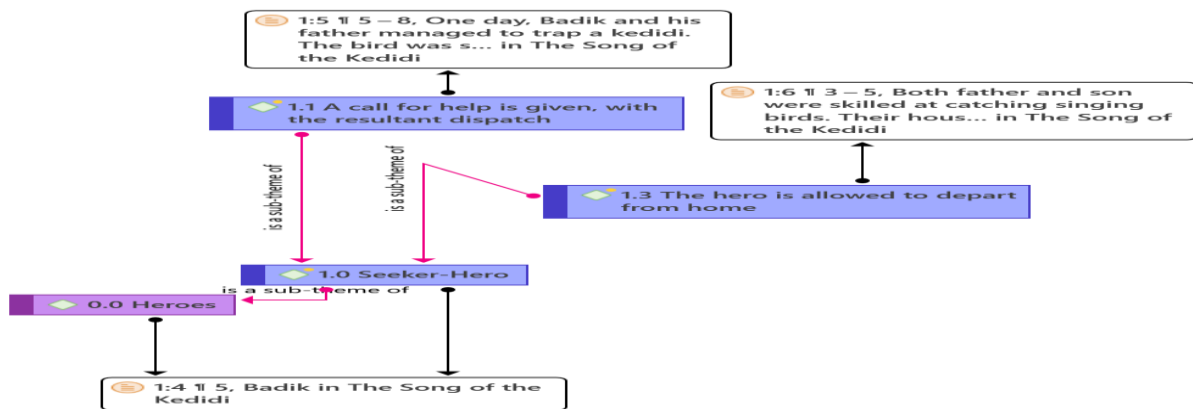 1:5 ¶ 5 – 8, One day, Badik and his
father managed to trap a kedidi.
The bird was s... in The Song of
the Kedidi
1.1 A call for help is given, with
the resultant dispatch
1:6 ¶ 3 – 5, Both father and son
were skilled at catching singing
birds. Their hous... in The Song of
the Kedidi
is a sub-theme of
is a sub-theme of
1.3 The hero is allowed to depart
from home
1.0 Seeker-Hero
is a sub-theme of
0.0 Heroes
1:4 ¶ 5, Badik in The Song of the
Kedidi